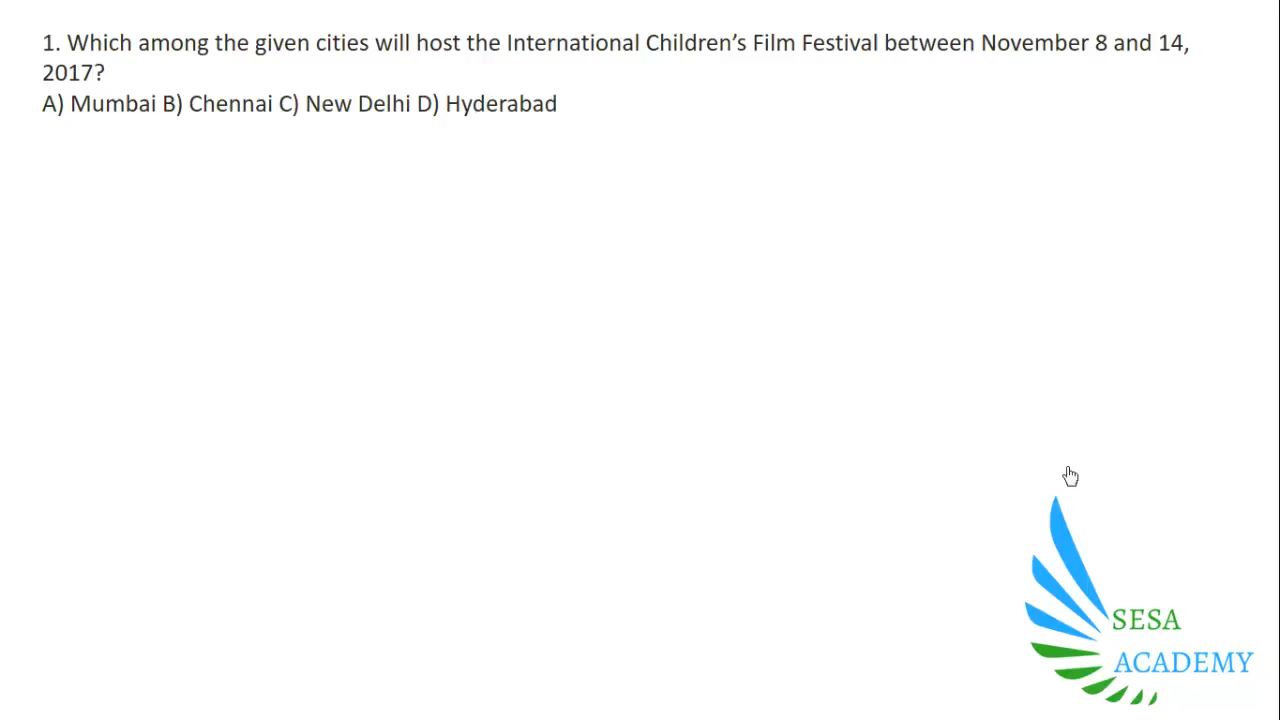 1. Which among the given cities will host the International Children’s Film Festival between November 8 and 14,
2017?
A) Mumbai B) Chennai C) New Delhi D) Hyderabad
SESA
ACADEMY